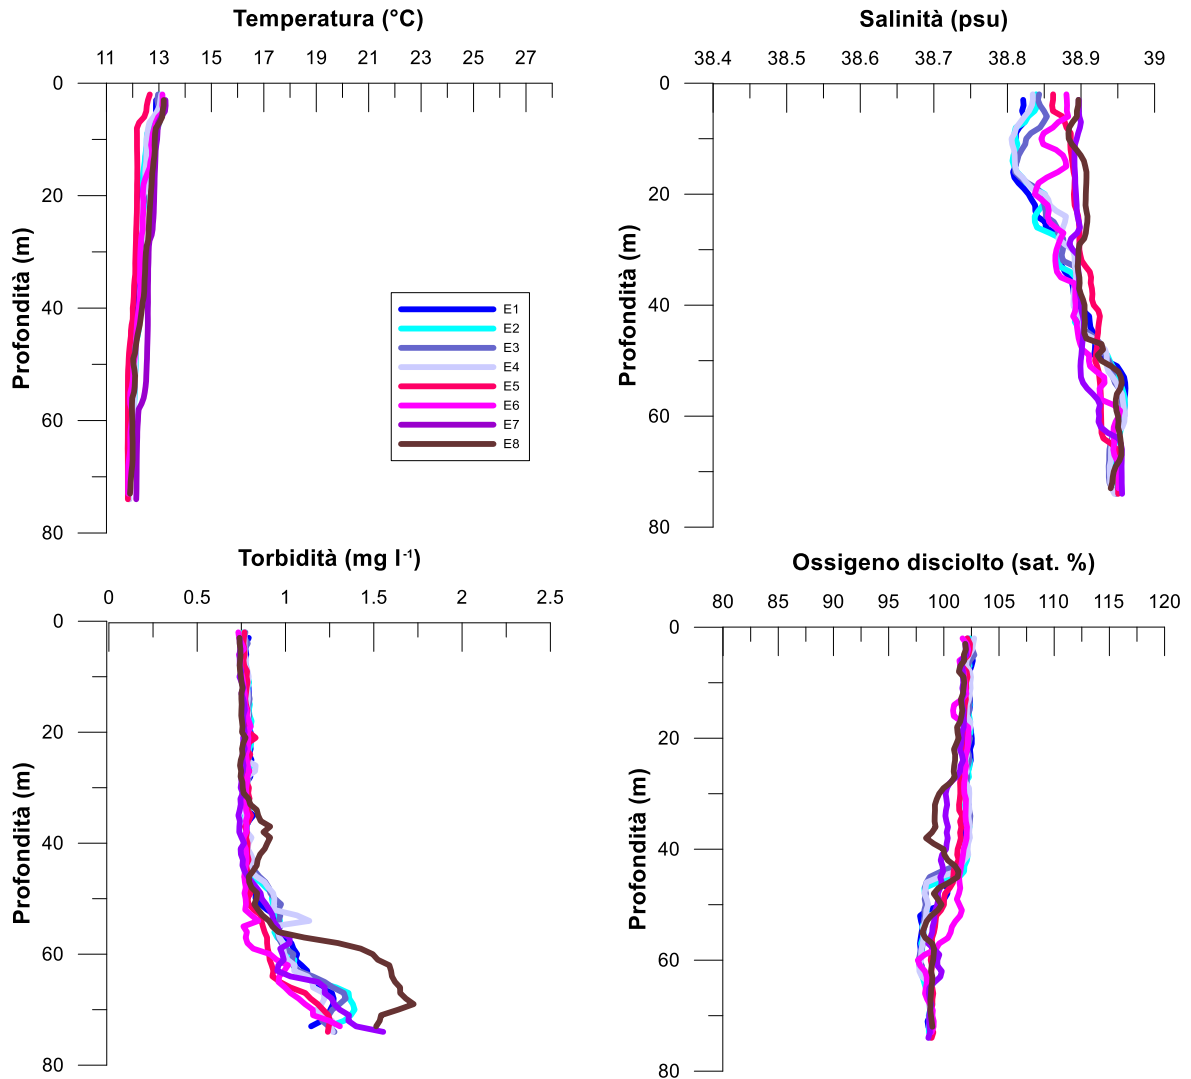 Temperatura (°C)
11 13 15 17 19 21 23 25 27
0
20
40
60
80
Profondità (m)
E1
E2
E3
E4
E5
E6
E7
E8
Salinità (psu)
38.4 38.5 38.6 38.7 38.8 38.9 39
0
20
40
60
80
Profondità (m)
Torbidità (mg l-1)
0 0.5 1 1.5 2 2.5
0
20
40
60
80
Profondità (m)
Ossigeno disciolto (sat. %)
80 85 90 95 100 105 110 115 120
0
20
40
60
80
Profondità (m)